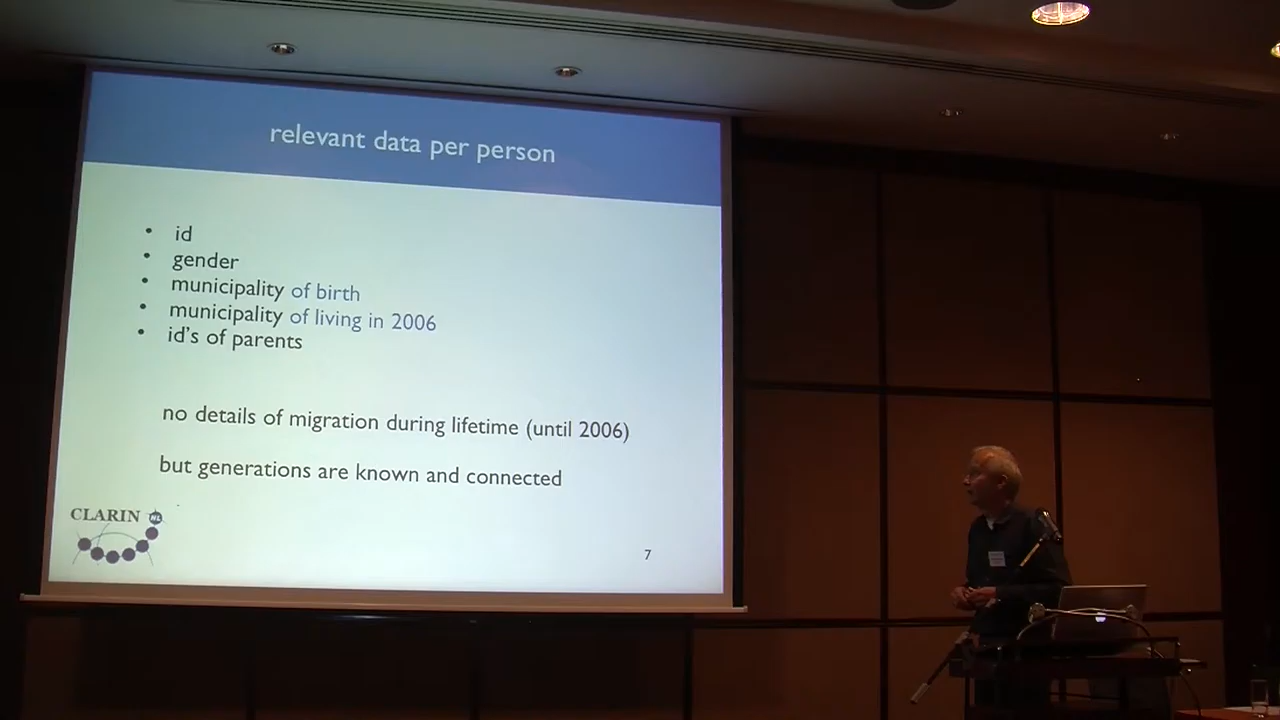 relevant data per person
• id
• gender
• municipality of birth
• municipality of living in 2006
• id's of parents
no details of migration during lifetime (until 2006)
but generations are known and connected
CLARIN NL
7